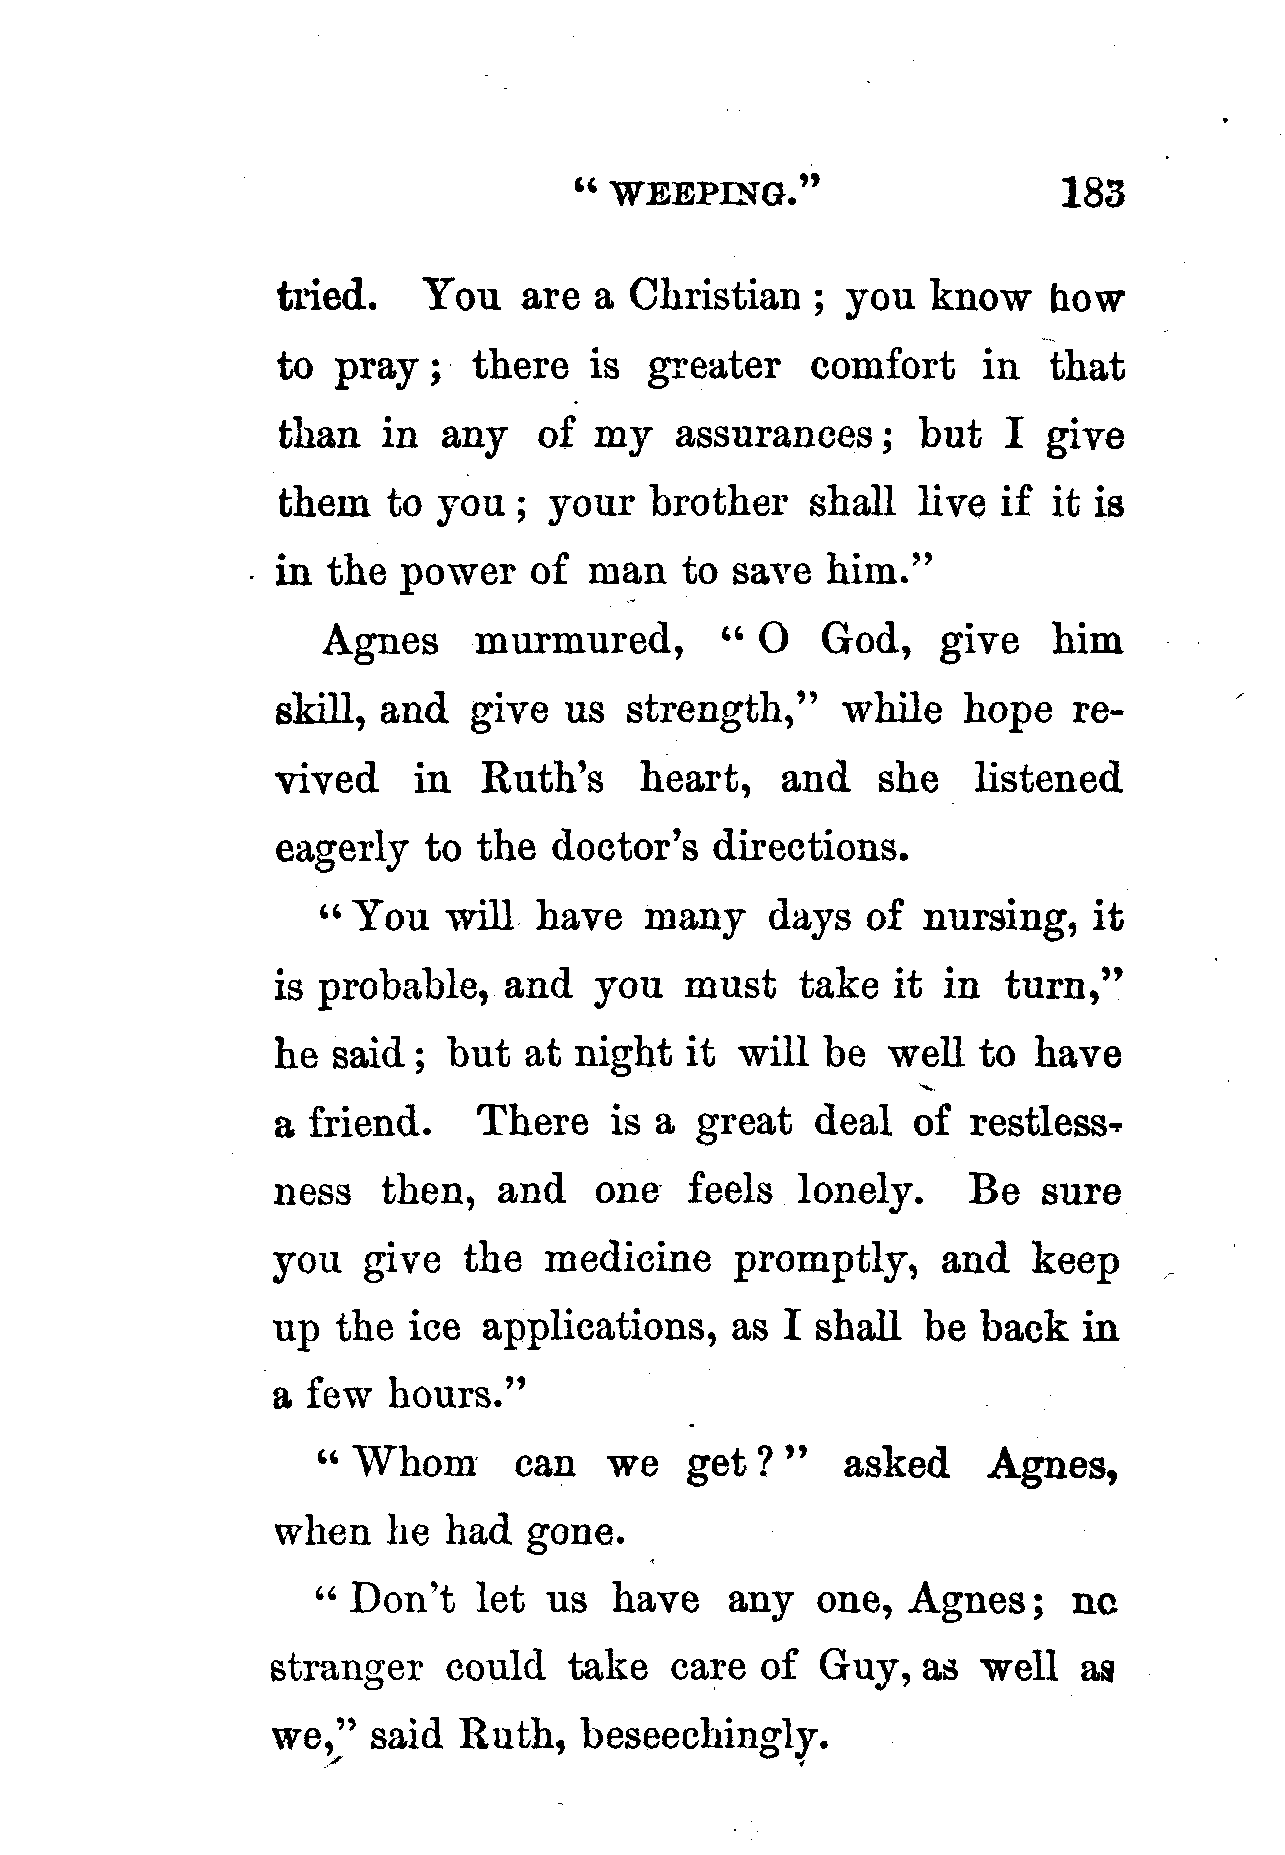 “ WEEPING.” 183
tried. You are a Christian ; you know how
to pray ; there is greater comfort in that
than in any of my assurances ; but I give
them to you ; your brother shall live if it is
in the power of man to save him.”
Agnes murmured, “ O God, give him
skill, and give us strength,” while hope re-
vived in Ruth’s heart, and she listened
eagerly to the doctor’s directions.
“ You will have many days of nursing, it
is probable, and you must take it in turn,”
he said ; but at night it will be well to have
a friend. There is a great deal of restless-
ness then, and one feels lonely. Be sure
you give the medicine promptly, and keep
up the ice applications, as I shall be back in
a few hours.”
“ Whom can we get ? ” asked Agnes,
when he had gone.
“ Don’t let us have any one, Agnes ; no
stranger could take care of Guy, as well as
we,” said Ruth, beseechingly.